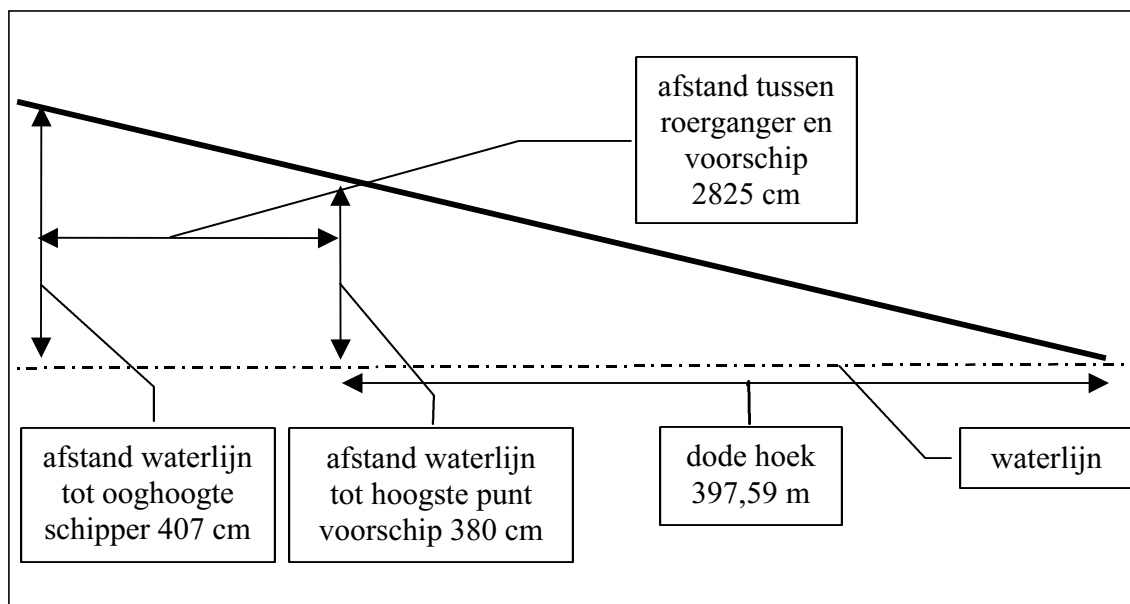 afstand tussen
roerganger en
voorschip
2825 cm
afstand waterlijn
tot ooghoogte
schipper 407 cm
afstand waterlijn
tot hoogste punt
voorschip 380 cm
dode hoek
397,59 m
waterlijn